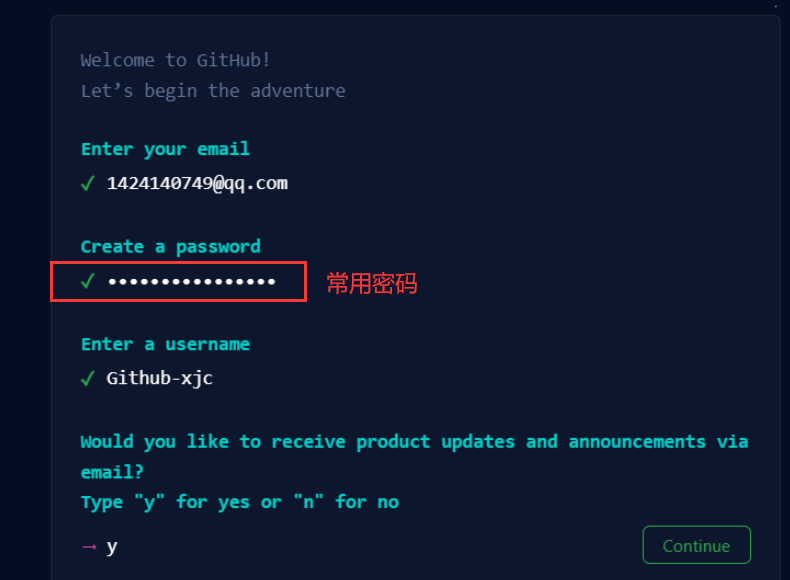 Welcome to GitHub!
Let’s begin the adventure
Enter your email
✓ 1424140749@qq.com
Create a password
✓ ••••••••••••••••
常用密码
Enter a username
✓ Github-xjc
Would you like to receive product updates and announcements via
email?
Type "y" for yes or "n" for no
→ y
Continue